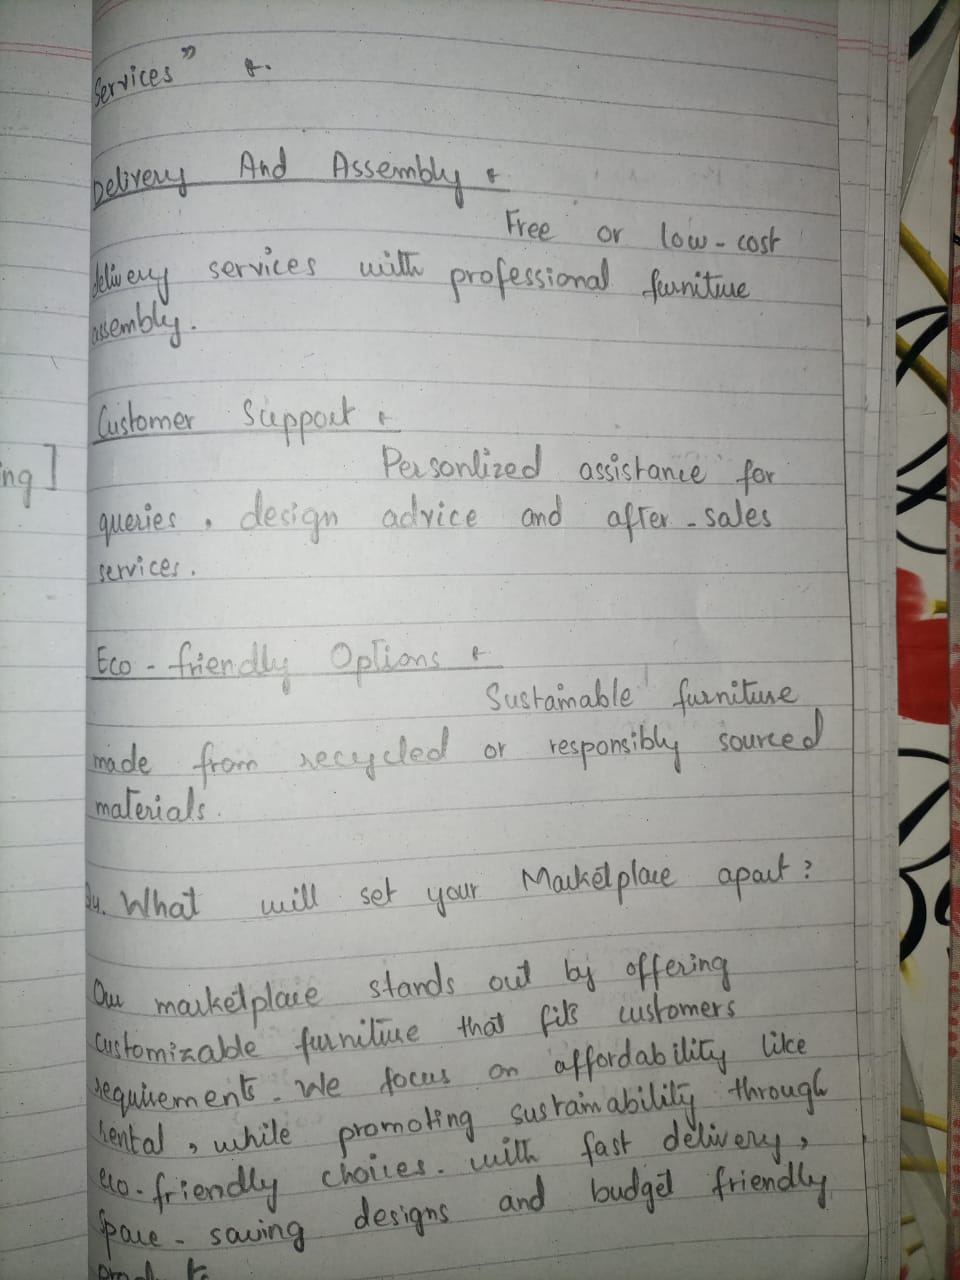 Services" :-
Delivery And Assembly :-
Free or low-cost
delivery services with professional furniture
assembly.
Customer Support :-
ing]
Personlized assistance for
queries, design advice and after-sales
services.
Eco-friendly Options :-
Sustainable furniture
made from recycled or responsibly sourced
materials.
Q4. What will set your Marketplace apart?
Our marketplace stands out by offering
customizable furniture that fits customers
requirements. We focus on affordability like
rental, while promoting sustainability through
eco-friendly choices. with fast delivery,
space-saving designs and budget friendly
products